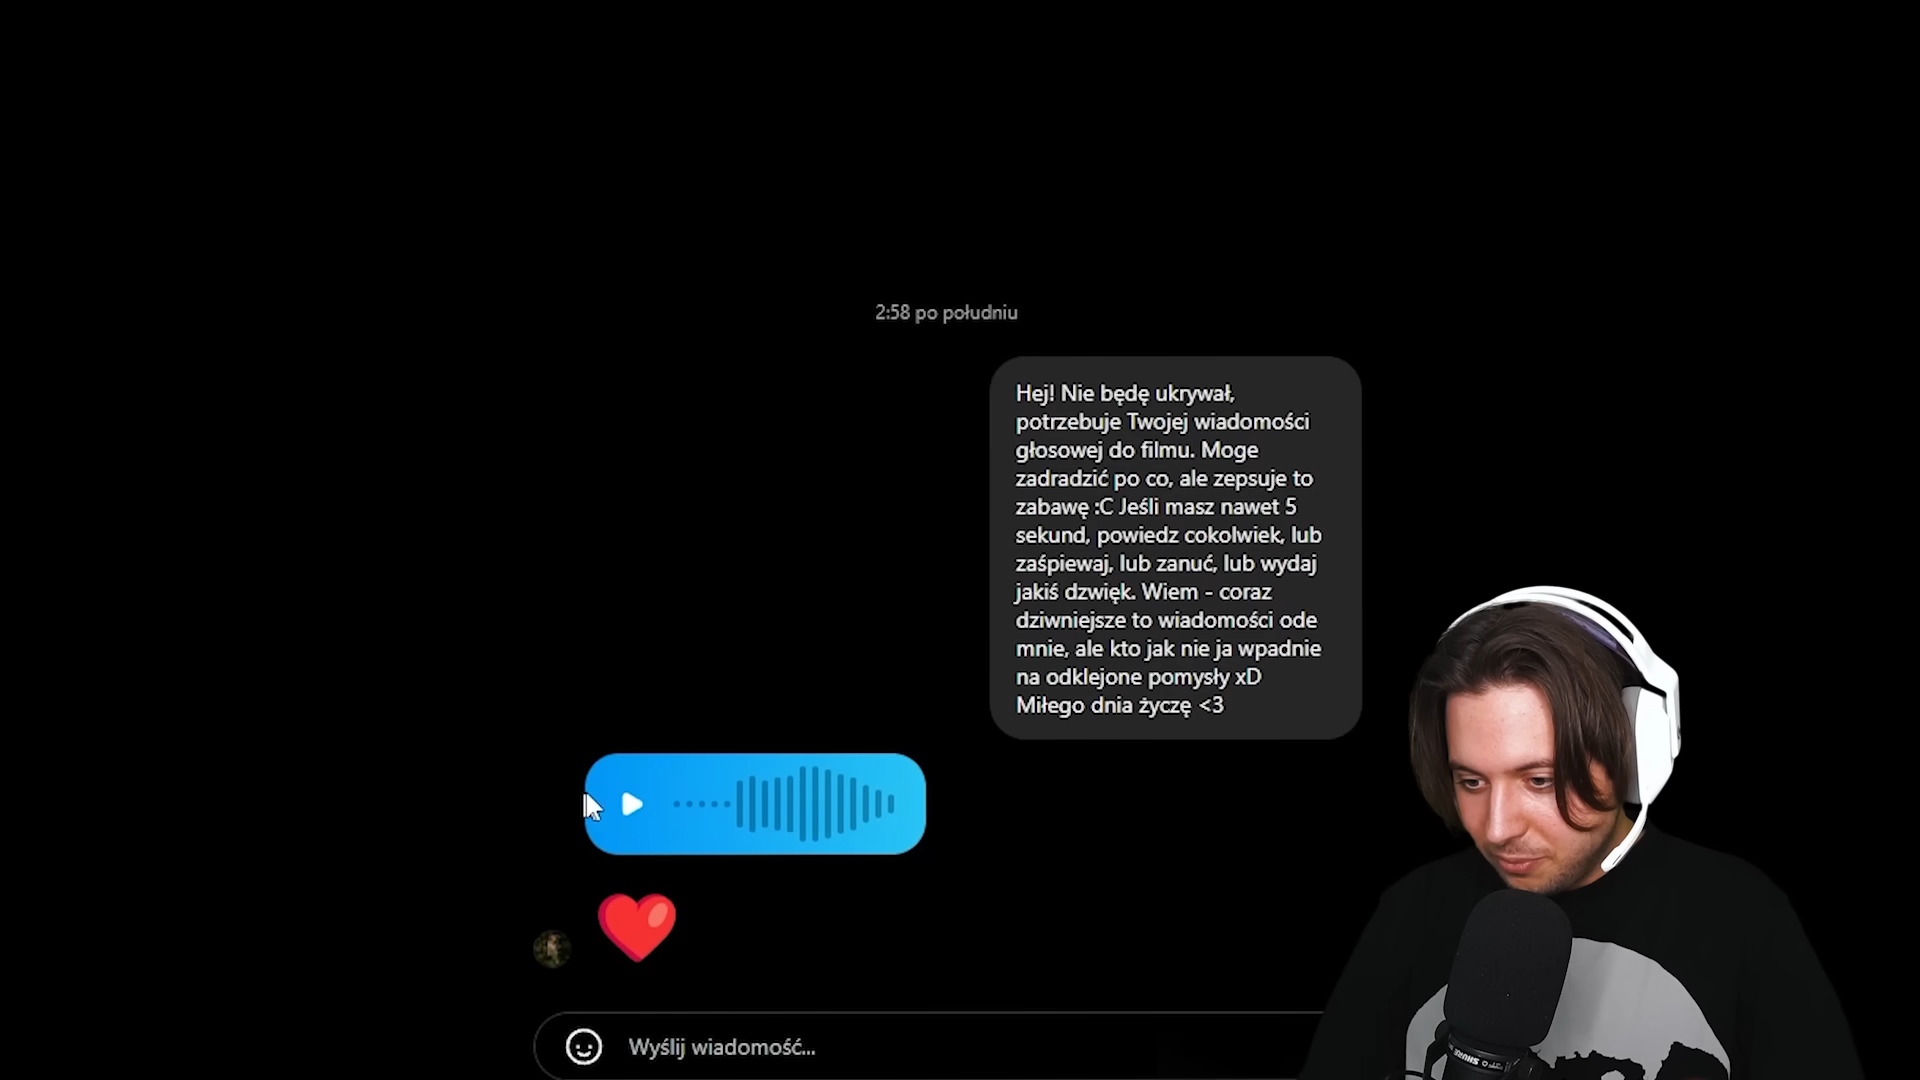 2:58 po południu
Hej! Nie będę ukrywał,
potrzebuje Twojej wiadomości
głosowej do filmu. Moge
zadradzić po co, ale zepsuje to
zabawę :C Jeśli masz nawet 5
sekund, powiedz cokolwiek, lub
zaśpiewaj, lub zanuć, lub wydaj
jakiś dzwięk. Wiem - coraz
dziwniejsze to wiadomości ode
mnie, ale kto jak nie ja wpadnie
na odklejone pomysły xD
Miłego dnia życzę <3
Wyślij wiadomość...
SHURE